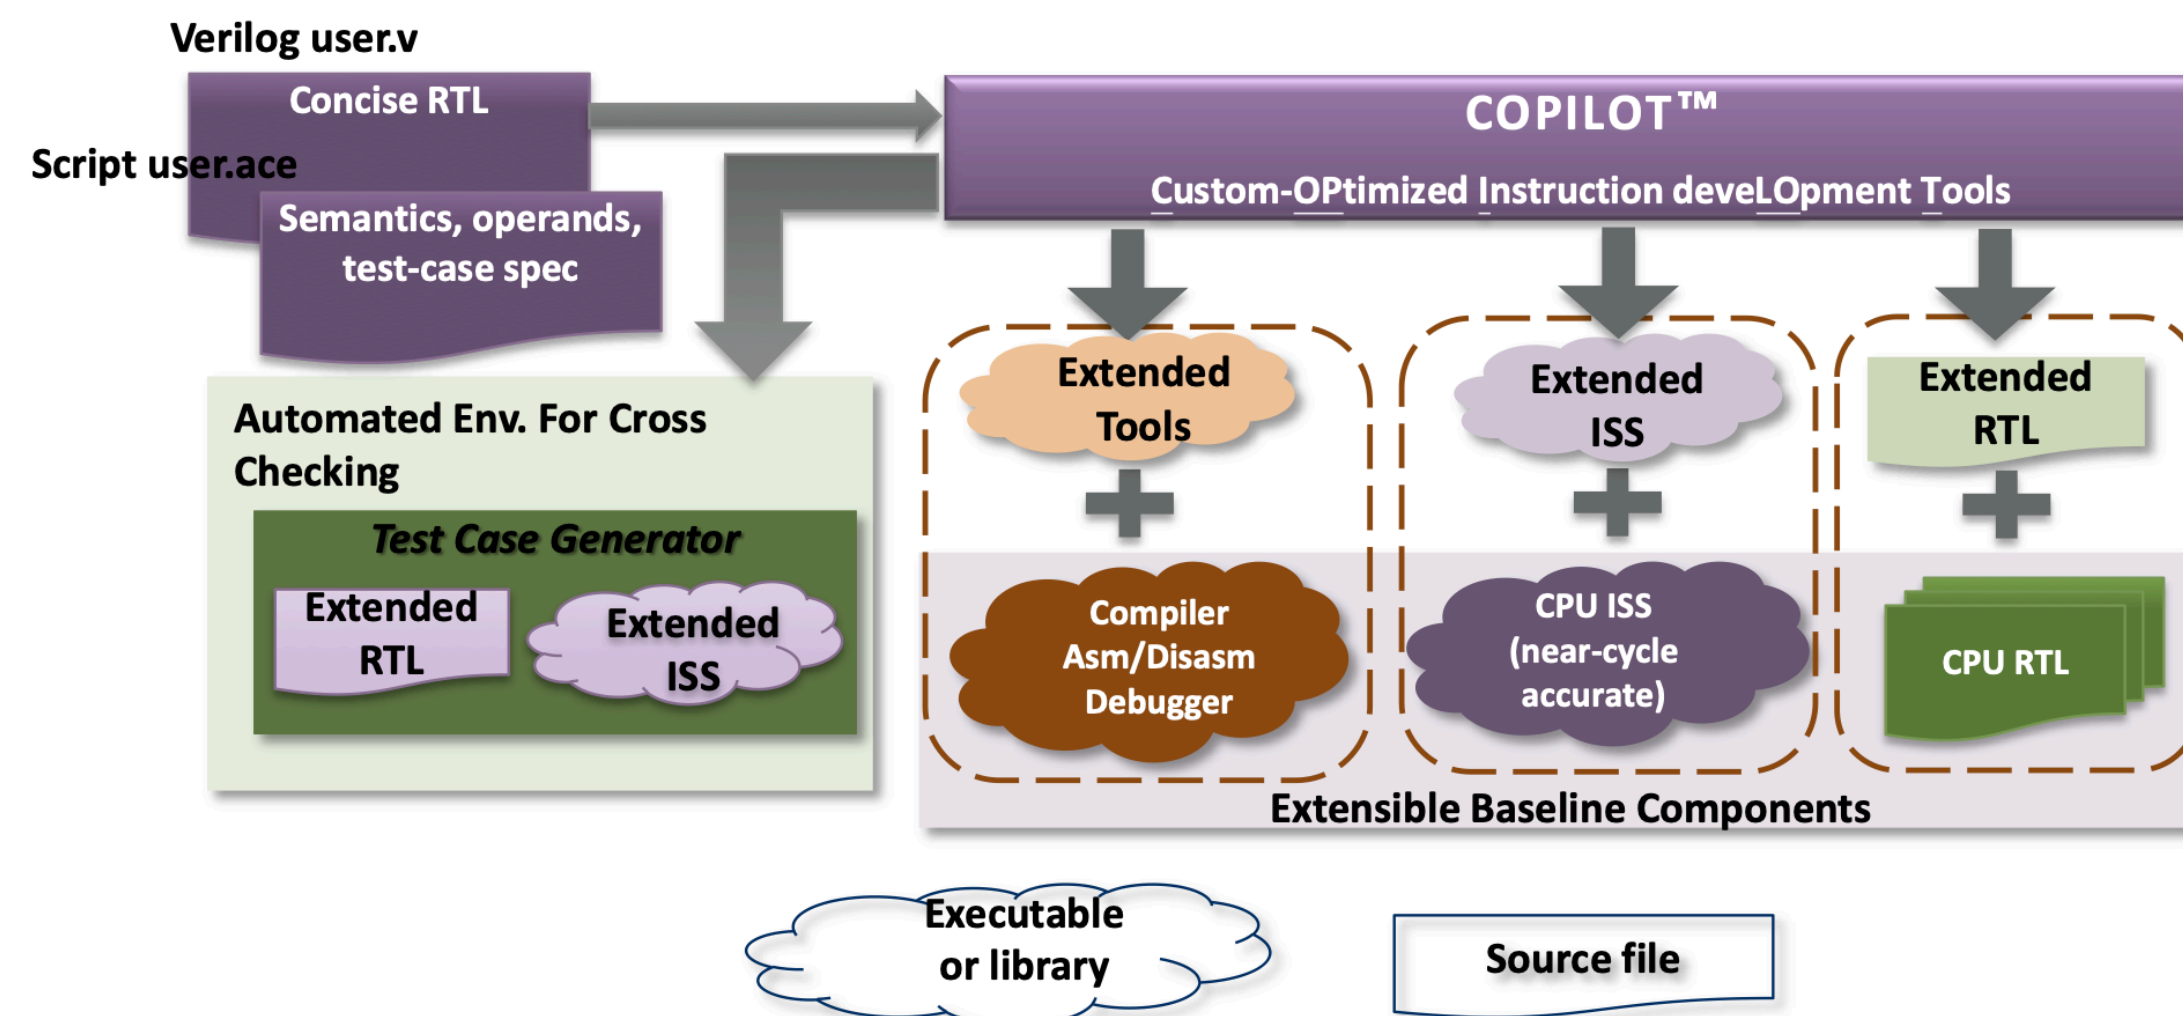 Verilog user.v
Concise RTL
Script user.ace
Semantics, operands,
test-case spec
COPILOT™
Custom-OPtimized Instruction deveLOpment Tools
Automated Env. For Cross
Checking
Test Case Generator
Extended
RTL
Extended
ISS
Extended
Tools
Compiler
Asm/Disasm
Debugger
Extended
ISS
CPU ISS
(near-cycle
accurate)
Extended
RTL
CPU RTL
Extensible Baseline Components
Executable
or library
Source file